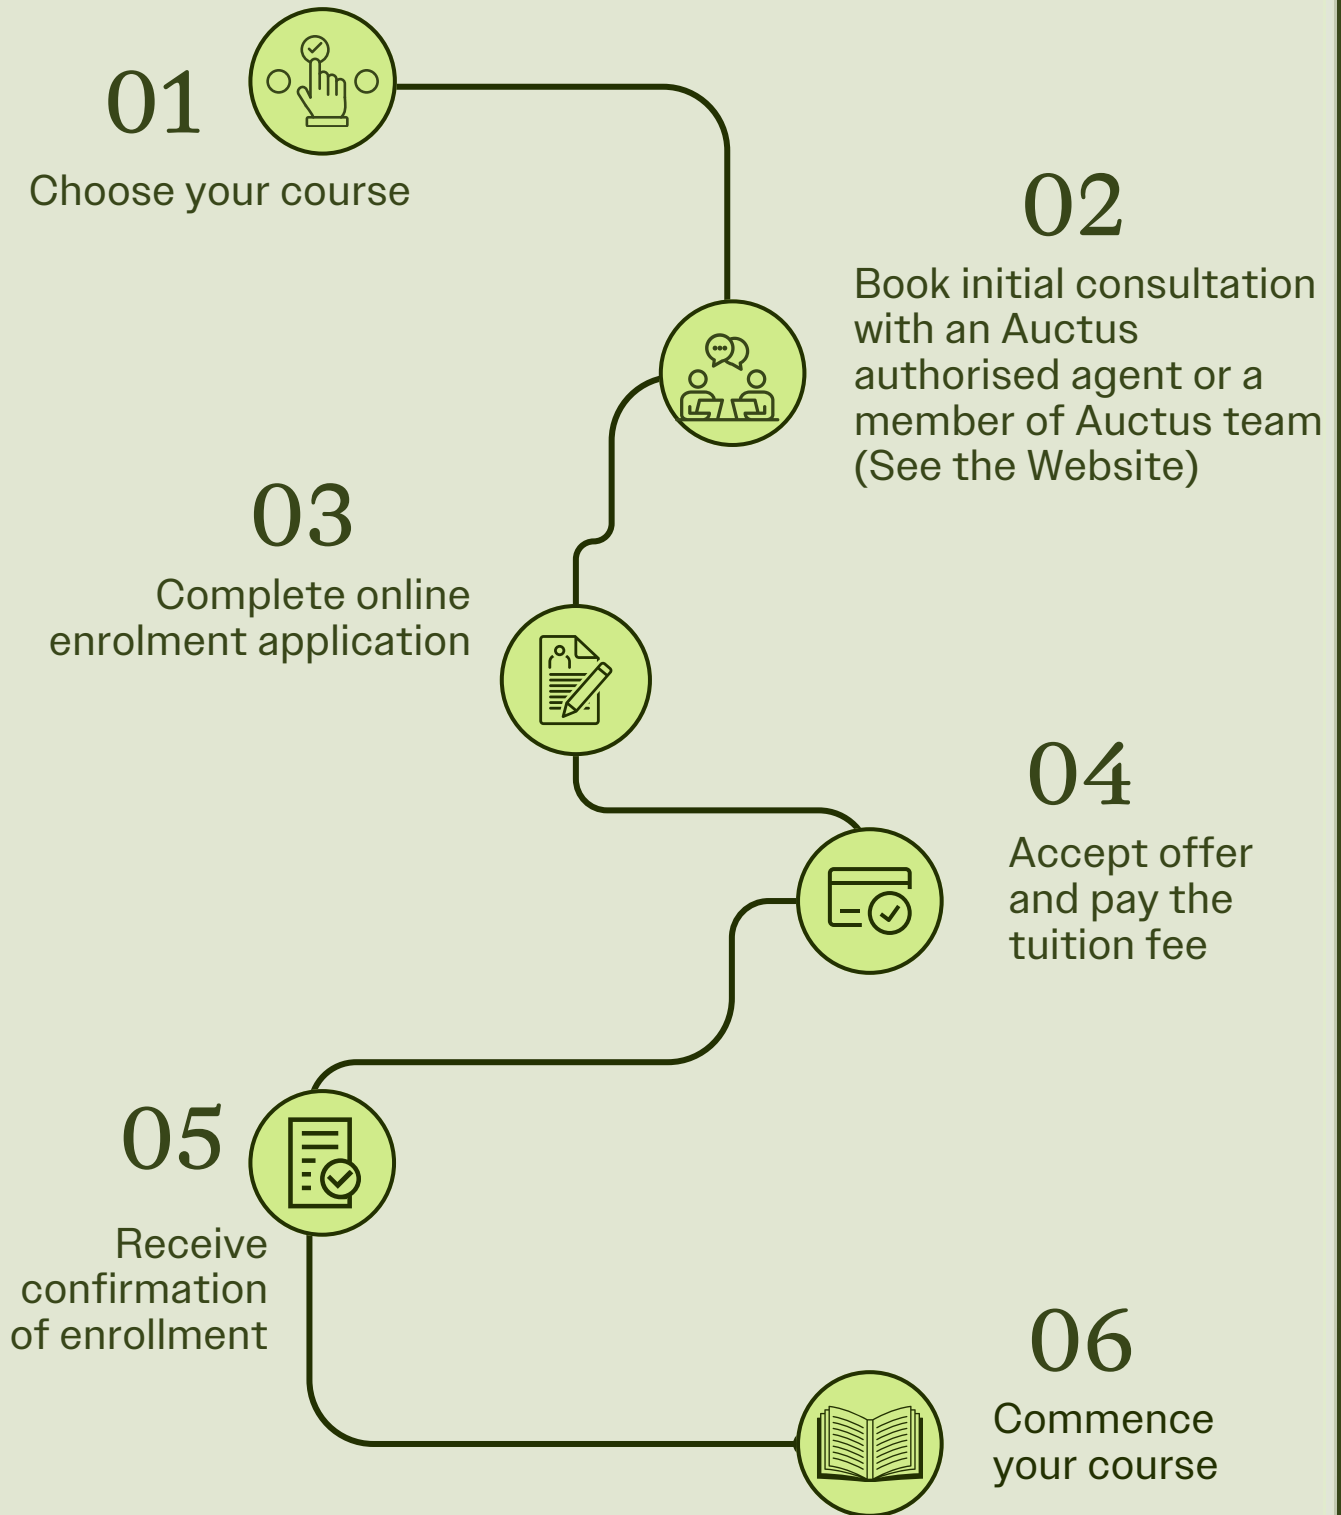 01
Choose your course
02
Book initial consultation
with an Auctus
authorised agent or a
member of Auctus team
(See the Website)
03
Complete online
enrolment application
04
Accept offer
and pay the
tuition fee
05
Receive
confirmation
of enrollment
06
Commence
your course